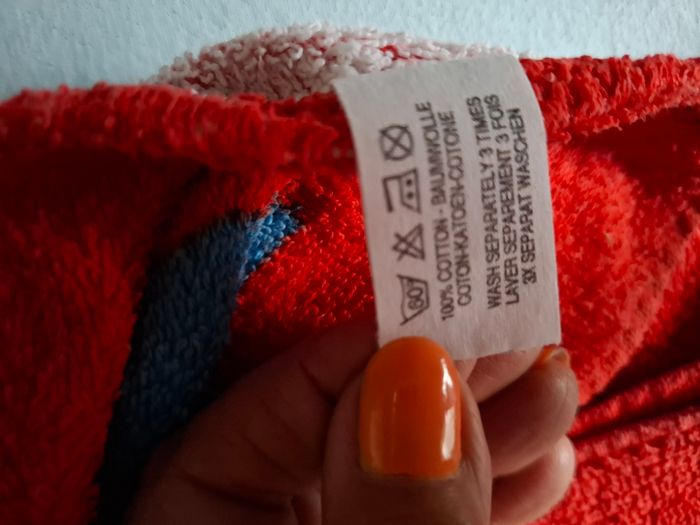 60
100% COTTON - BAUMWOLLE
COTON-KATOEN-COTONE
WASH SEPARATELY 3 TIMES
LAVER SEPAREMENT 3 FOIS
3X SEPARAT WASCHEN